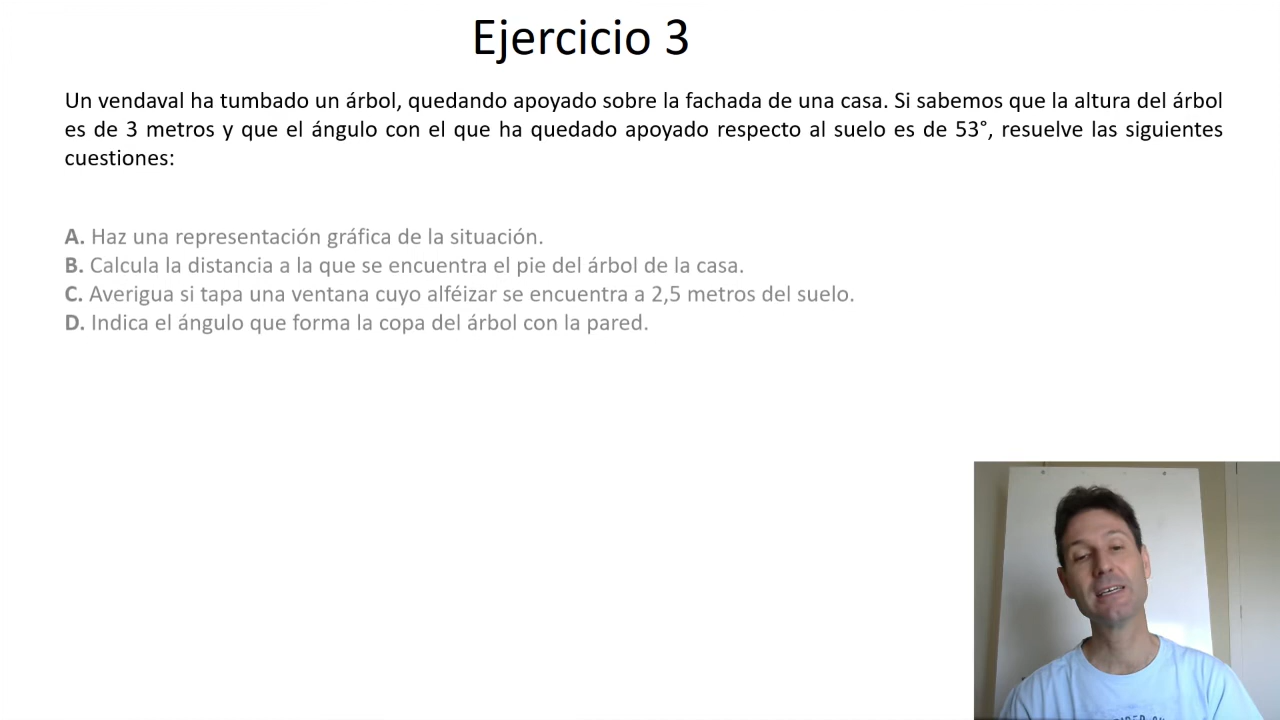 Ejercicio 3
Un vendaval ha tumbado un árbol, quedando apoyado sobre la fachada de una casa. Si sabemos que la altura del árbol
es de 3 metros y que el ángulo con el que ha quedado apoyado respecto al suelo es de 53°, resuelve las siguientes
cuestiones:
A. Haz una representación gráfica de la situación.
B. Calcula la distancia a la que se encuentra el pie del árbol de la casa.
C. Averigua si tapa una ventana cuyo alféizar se encuentra a 2,5 metros del suelo.
D. Indica el ángulo que forma la copa del árbol con la pared.